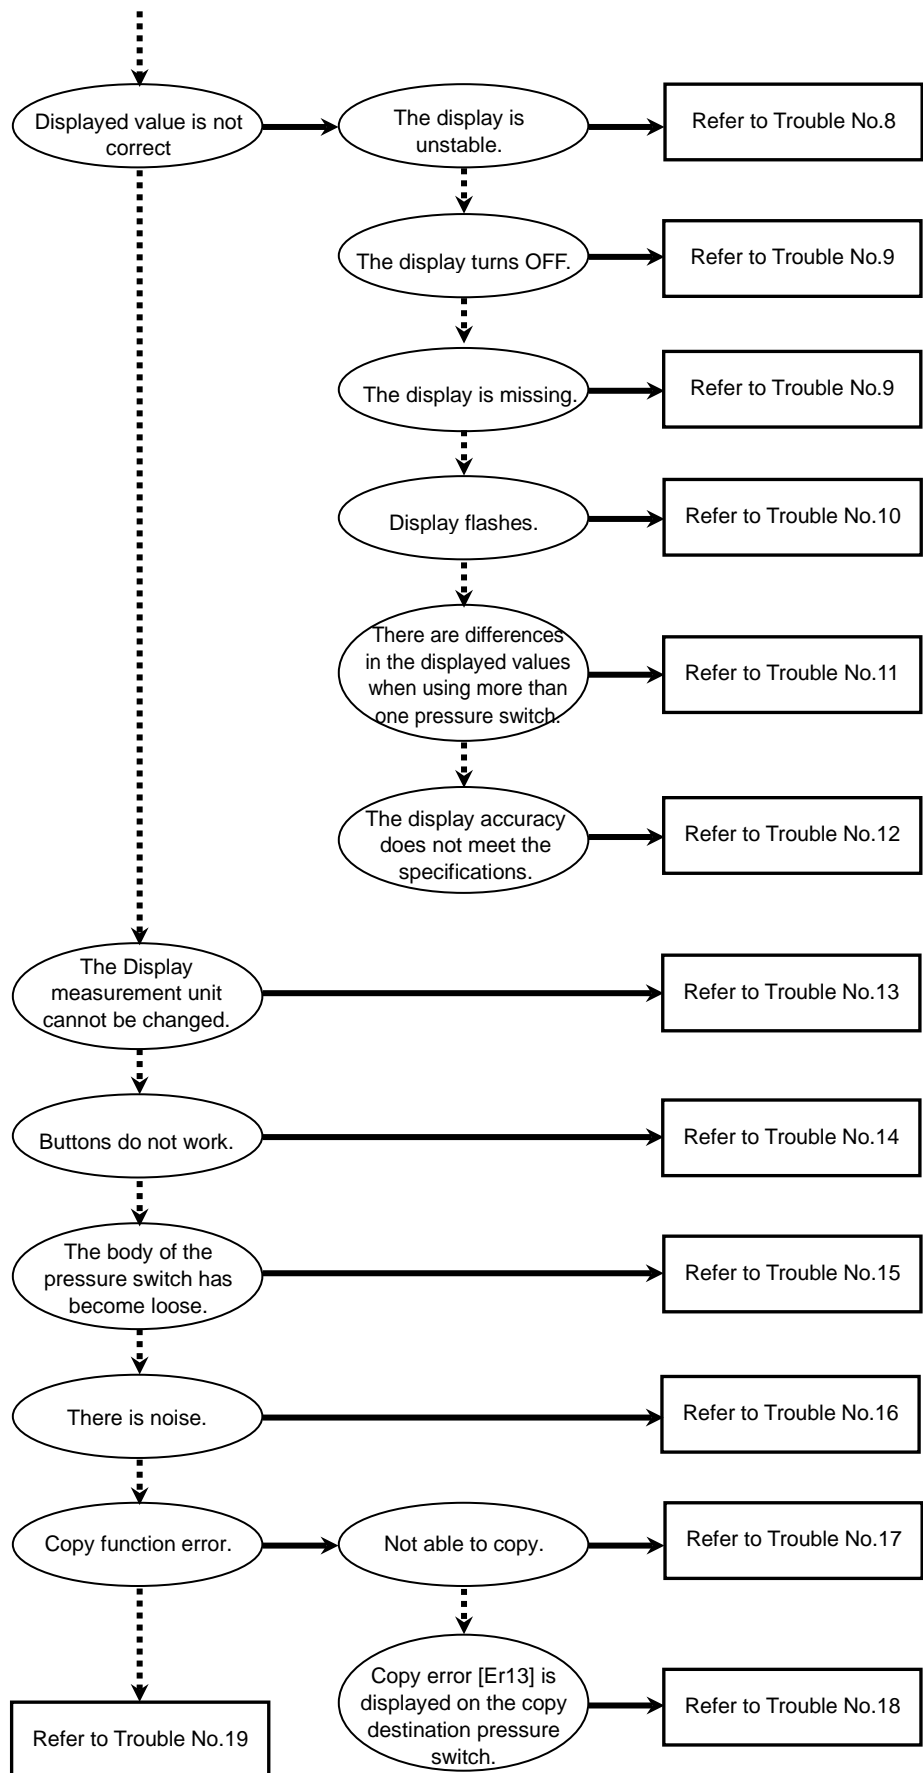 Displayed value is not
correct
The display is
unstable.
Refer to Trouble No.8
The display turns OFF.
Refer to Trouble No.9
The display is missing.
Refer to Trouble No.9
Display flashes.
Refer to Trouble No.10
There are differences
in the displayed values
when using more than
one pressure switch.
Refer to Trouble No.11
The display accuracy
does not meet the
specifications.
Refer to Trouble No.12
The Display
measurement unit
cannot be changed.
Refer to Trouble No.13
Buttons do not work.
Refer to Trouble No.14
The body of the
pressure switch has
become loose.
Refer to Trouble No.15
There is noise.
Refer to Trouble No.16
Copy function error.
Not able to copy.
Refer to Trouble No.17
Copy error [Er13] is
displayed on the copy
destination pressure
switch.
Refer to Trouble No.18
Refer to Trouble No.19